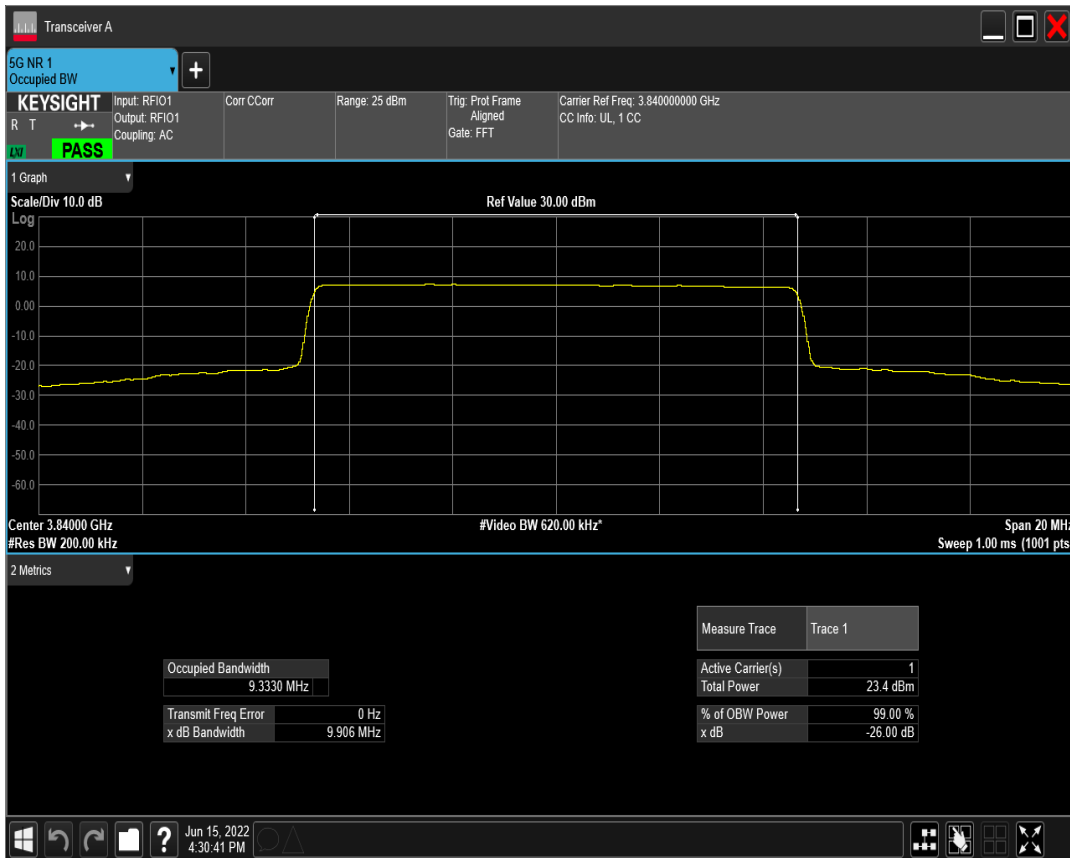 Transceiver A
5G NR 1
Occupied BW
+
KEYSIGHT
R T
LXI
PASS
Input: RFIO1
Output: RFIO1
Coupling: AC
Corr CCorr
Range: 25 dBm
Trig: Prot Frame
Aligned
Gate: FFT
Carrier Ref Freq: 3.840000000 GHz
CC Info: UL, 1 CC
1 Graph
Scale/Div 10.0 dB
Ref Value 30.00 dBm
Log
20.0
10.0
0.00
-10.0
-20.0
-30.0
-40.0
-50.0
-60.0
Center 3.84000 GHz
#Video BW 620.00 kHz*
Span 20 MHz
#Res BW 200.00 kHz
Sweep 1.00 ms (1001 pts
2 Metrics
Measure Trace
Trace 1
Occupied Bandwidth
9.3330 MHz
Active Carrier(s)
1
Total Power
23.4 dBm
Transmit Freq Error
0 Hz
x dB Bandwidth
9.906 MHz
% of OBW Power
99.00 %
x dB
-26.00 dB
?
Jun 15, 2022
4:30:41 PM